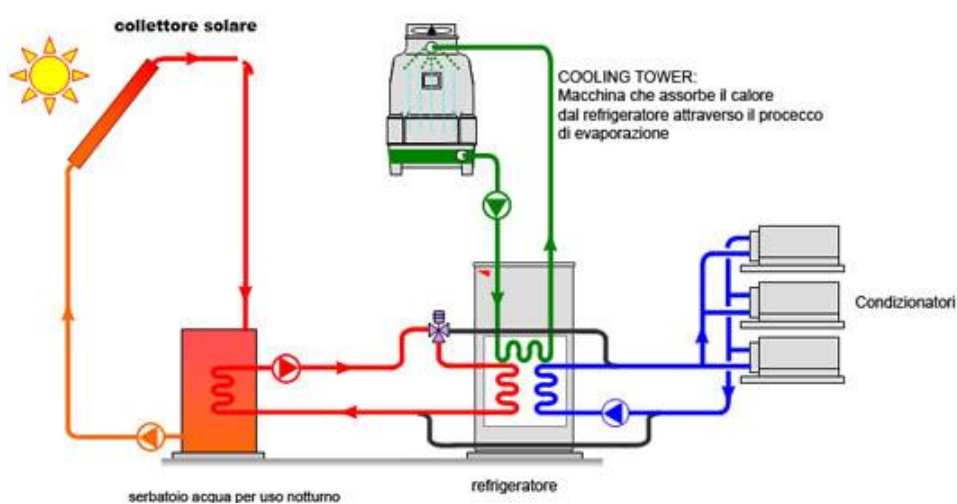 collettore solare
COOLING TOWER:
Macchina che assorbe il calore
dal refrigeratore attraverso il procecco
di evaporazione
Condizionatori
refrigeratore
serbatoio acqua per uso notturno